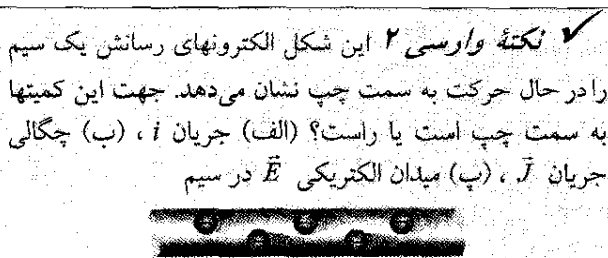 ✓ نکتهٔ وارسی ۲ این شکل الکترونهای رسانش یک سیم
را در حال حرکت به سمت چپ نشان می‌دهد. جهت این کمیتها
به سمت چپ است یا راست؟ (الف) جریان i ، (ب) چگالی
جریان J⃗ ، (پ) میدان الکتریکی E⃗ در سیم